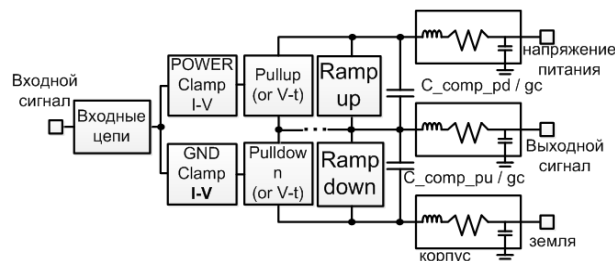 Входной
сигнал
Входные
цепи
POWER
Clamp
I-V
GND
Clamp
I-V
Pullup
(or V-t)
Pulldow
n
(or V-t)
Ramp
up
Ramp
down
C_comp_pd / gc
C_comp_pu / gc
напряжение
питания
Выходной
сигнал
корпус
земля